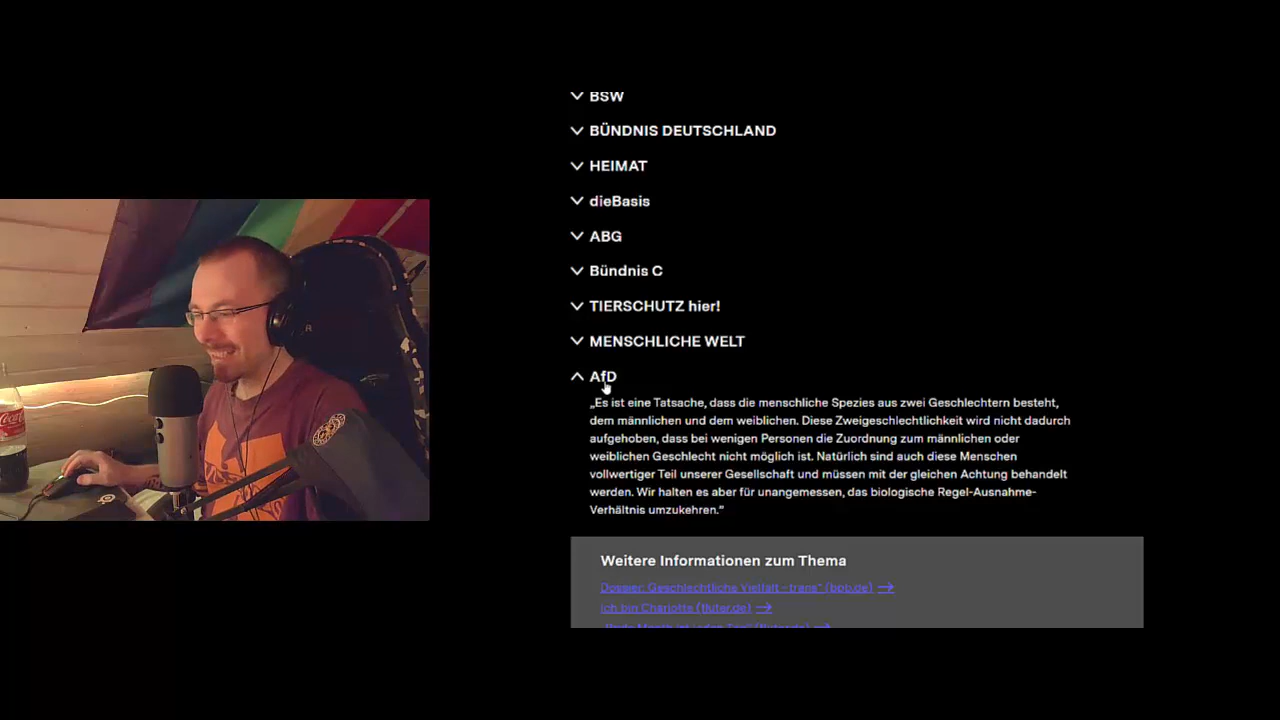 BSW
BÜNDNIS DEUTSCHLAND
HEIMAT
dieBasis
ABG
Bündnis C
TIERSCHUTZ hier!
MENSCHLICHE WELT
AfD
„Es ist eine Tatsache, dass die menschliche Spezies aus zwei Geschlechtern besteht,
dem männlichen und dem weiblichen. Diese Zweigeschlechtlichkeit wird nicht dadurch
aufgehoben, dass bei wenigen Personen die Zuordnung zum männlichen oder
weiblichen Geschlecht nicht möglich ist. Natürlich sind auch diese Menschen
vollwertiger Teil unserer Gesellschaft und müssen mit der gleichen Achtung behandelt
werden. Wir halten es aber für unangemessen, das biologische Regel-Ausnahme-
Verhältnis umzukehren.“
Weitere Informationen zum Thema
Dossier: Geschlechtliche Vielfalt - trans* (bpb.de) →
Ich bin Charlotte (fluter.de) →